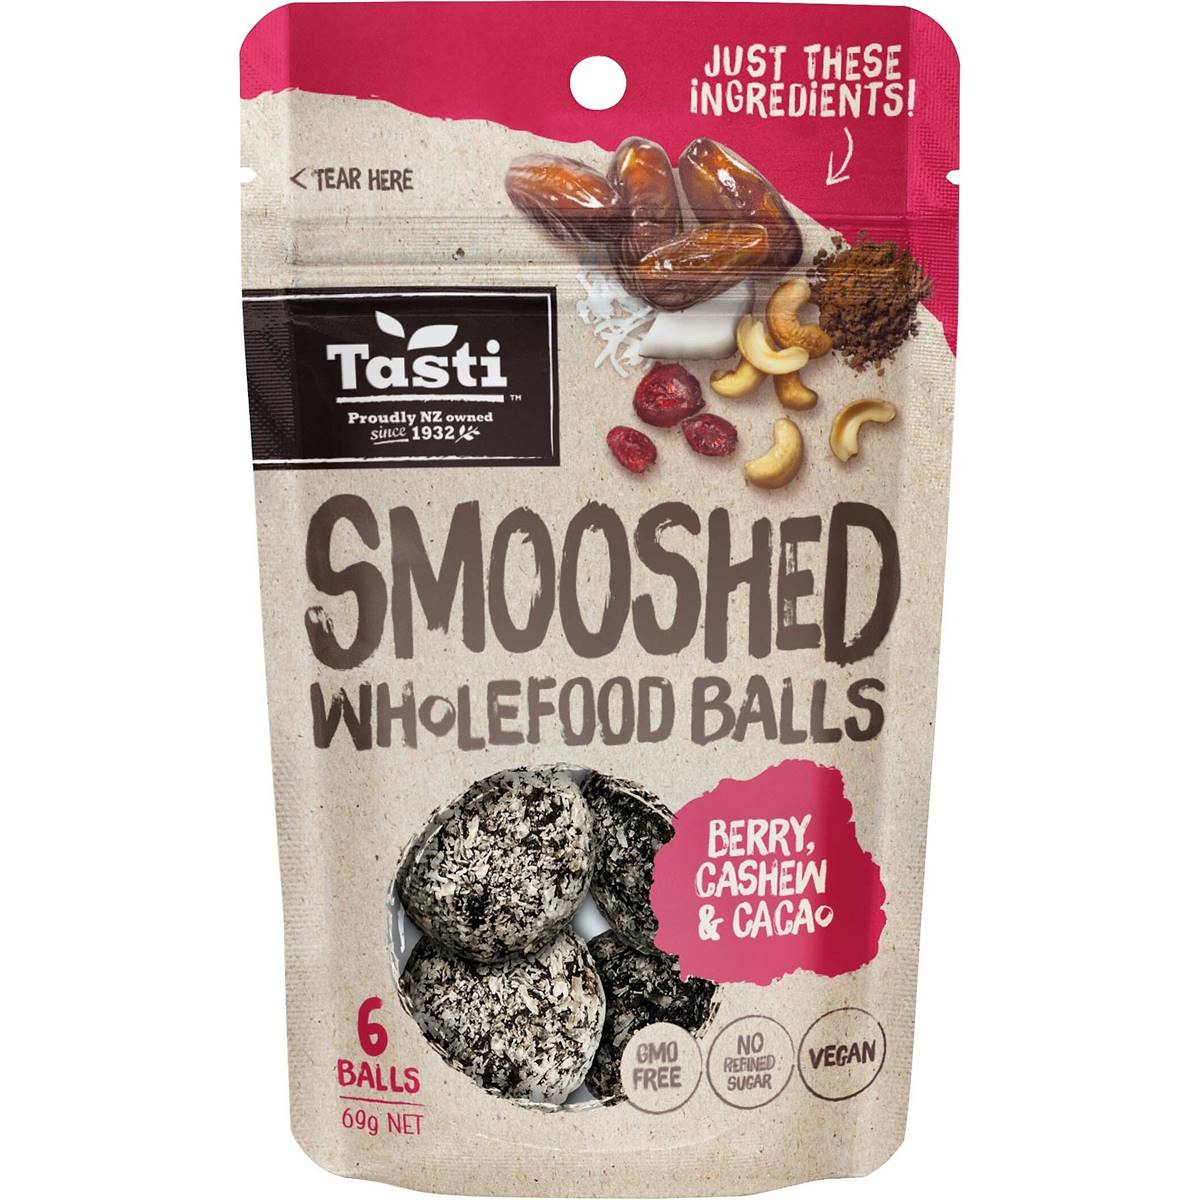 JUST THESE
INGREDIENTS!
< TEAR HERE
Tasti™
Proudly NZ owned
since 1932
SMOOSHED
WHOLEFOOD BALLS
BERRY,
CASHEW
& CACAO
6
BALLS
69g NET
GMO
FREE
NO
REFINED
SUGAR
VEGAN